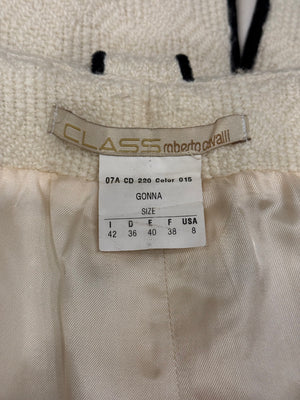 CLASS roberto cavalli
07A CD 220 Color 015
GONNA
SIZE
I D E F USA
42 36 40 38 8